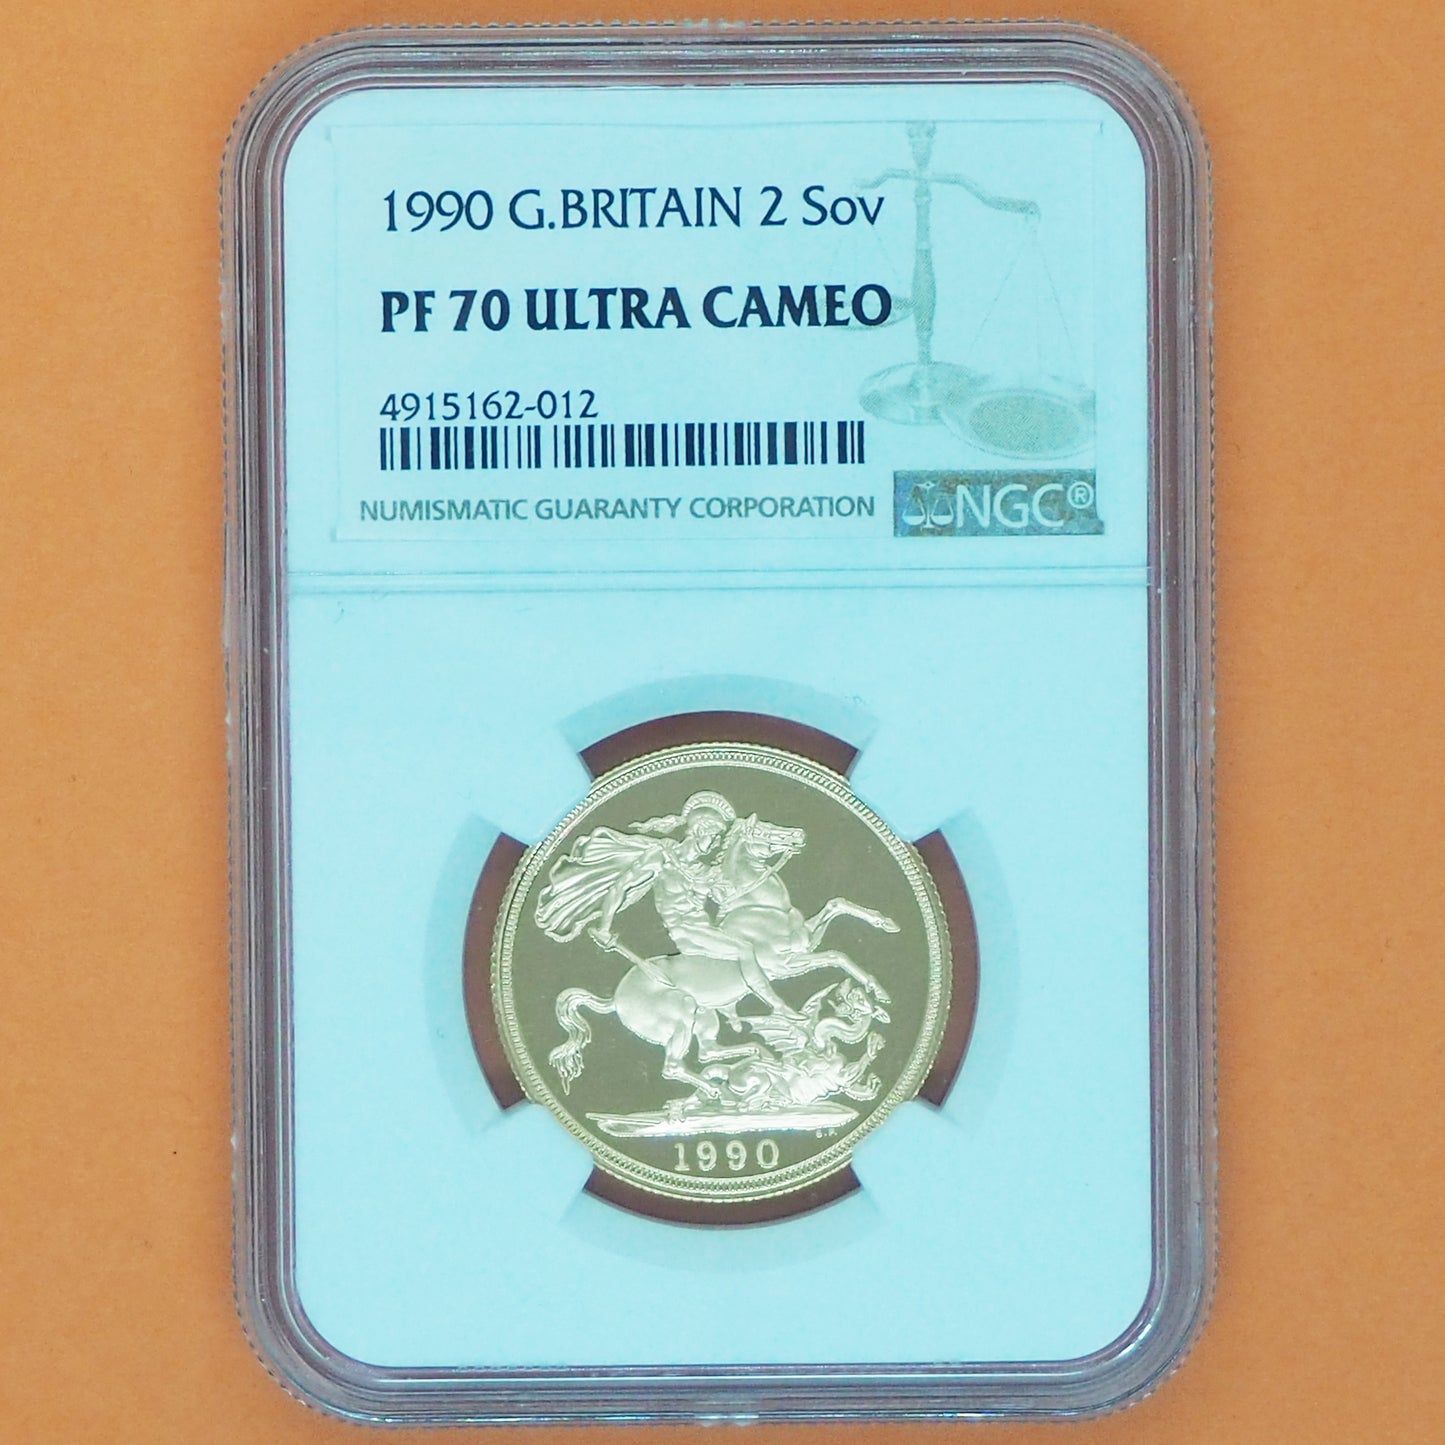 1990 G.BRITAIN 2 Sov
PF 70 ULTRA CAMEO
4915162-012
NUMISMATIC GUARANTY CORPORATION
NGC®
1990